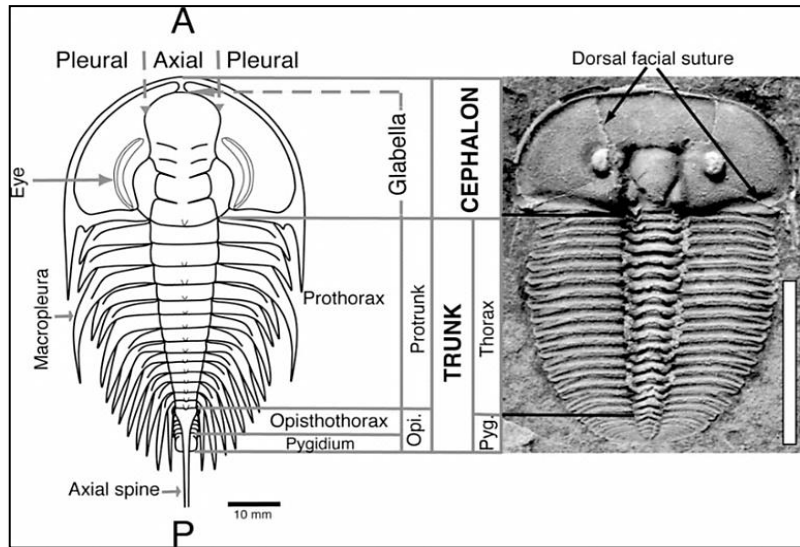 A
Pleural Axial Pleural
Dorsal facial suture
Eye
Glabella
CEPHALON
Macropleura
Prothorax
Protrunk
TRUNK
Thorax
Opisthothorax
Opi.
Pygidium
Pyg.
Axial spine
10 mm
P